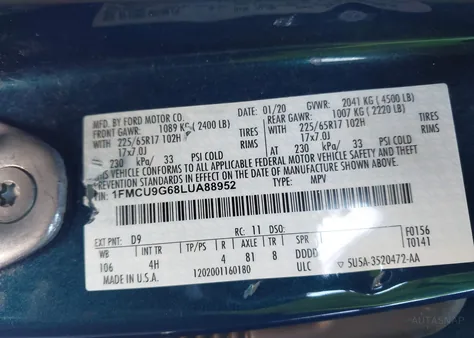 MFD. BY FORD MOTOR CO.
DATE: 01/20 GVWR: 2041 KG (4500 LB)
FRONT GAWR: 1089 KG (2400 LB) REAR GAWR: 1007 KG (2220 LB)
225/65R17 102H TIRES WITH 225/65R17 102H TIRES
17x7.0J RIMS 17x7.0J RIMS
230 kPa/ 33 PSI COLD AT 230 kPa/ 33 PSI COLD
THIS VEHICLE CONFORMS TO ALL APPLICABLE FEDERAL MOTOR VEHICLE SAFETY AND THEFT
PREVENTION STANDARDS IN EFFECT ON THE DATE OF MANUFACTURE SHOWN ABOVE.
VIN: 1FMCU9G68LUA88952 TYPE: MPV
F0156
T0141
EXT PNT: D9 RC: 11 DSO:
WB INT TR TP/PS R AXLE TR SPR
106 4H 4 81 8 DDDD
MADE IN U.S.A. 1202001160180 ULC 5U5A-3520472-AA
AUTASNAP